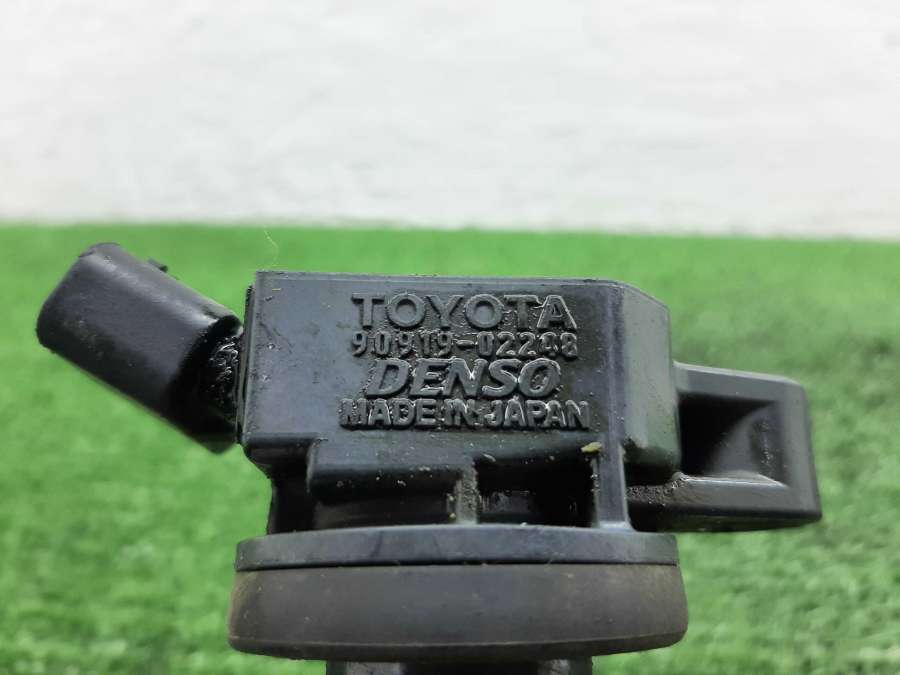 TOYOTA
90919-02248
DENSO
MADE IN JAPAN